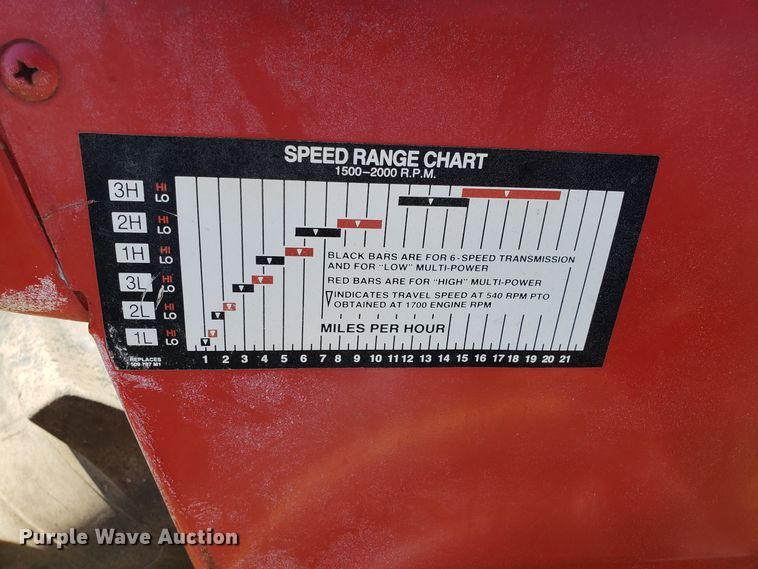 SPEED RANGE CHART
1500–2000 R.P.M.
3H HI LO
2H HI LO
1H HI LO
3L HI LO
2L HI LO
1L HI LO
BLACK BARS ARE FOR 6-SPEED TRANSMISSION
AND FOR "LOW" MULTI-POWER
RED BARS ARE FOR "HIGH" MULTI-POWER
INDICATES TRAVEL SPEED AT 540 RPM PTO
OBTAINED AT 1700 ENGINE RPM
MILES PER HOUR
1 2 3 4 5 6 7 8 9 10 11 12 13 14 15 16 17 18 19 20 21
REPLACES
M1
Purple Wave Auction